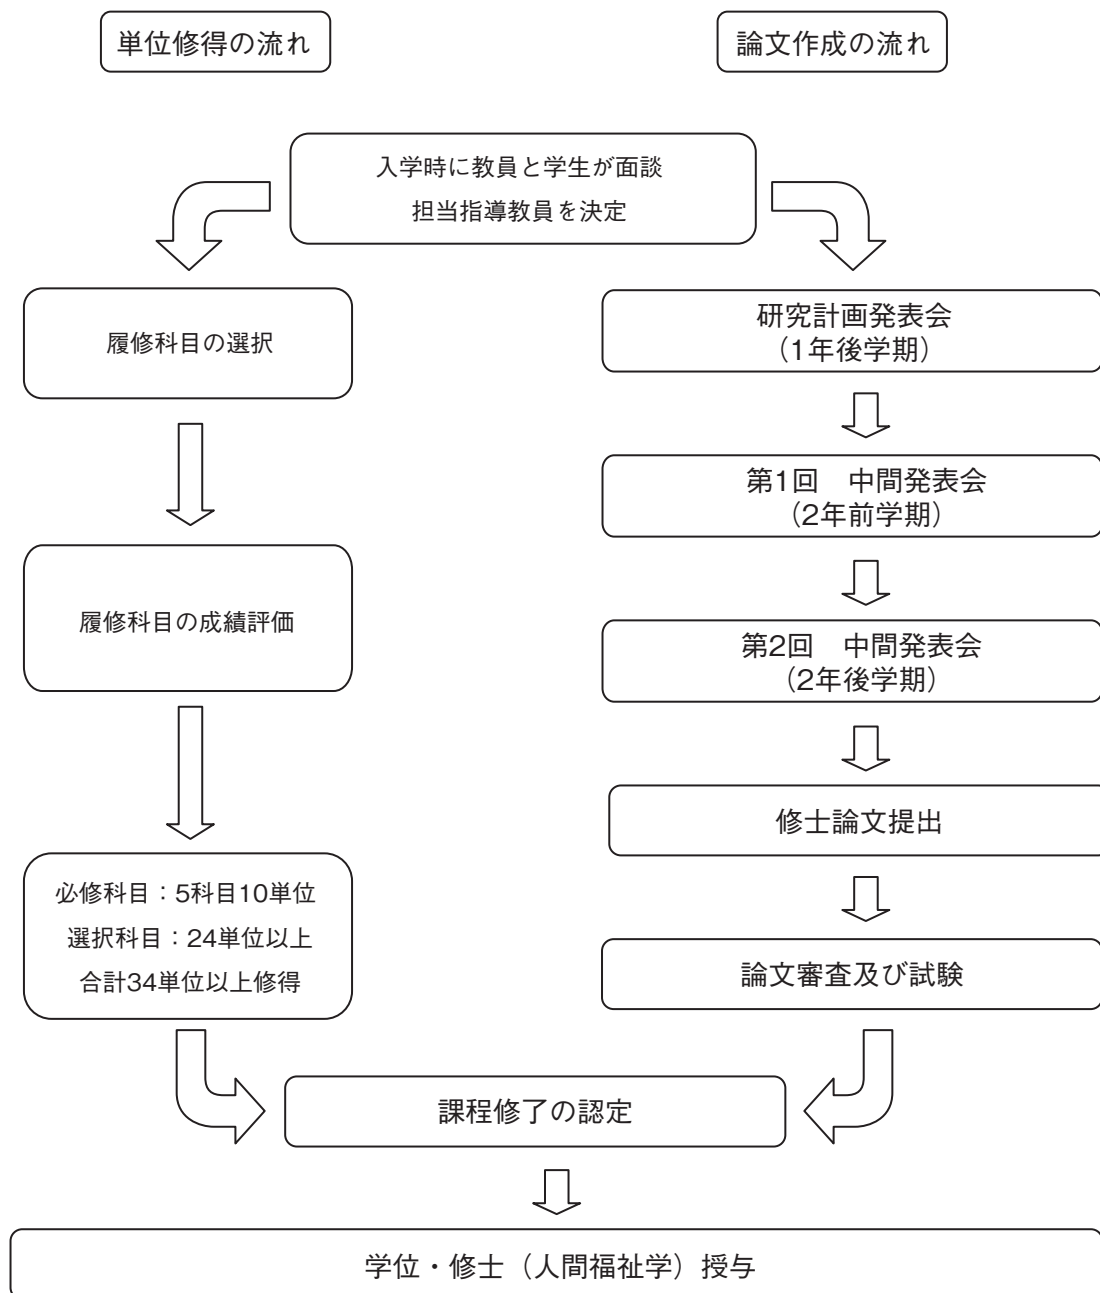 単位修得の流れ
論文作成の流れ
入学時に教員と学生が面談
担当指導教員を決定
履修科目の選択
履修科目の成績評価
必修科目：5科目10単位
選択科目：24単位以上
合計34単位以上修得
研究計画発表会
（1年後学期）
第1回　中間発表会
（2年前学期）
第2回　中間発表会
（2年後学期）
修士論文提出
論文審査及び試験
課程修了の認定
学位・修士（人間福祉学）授与